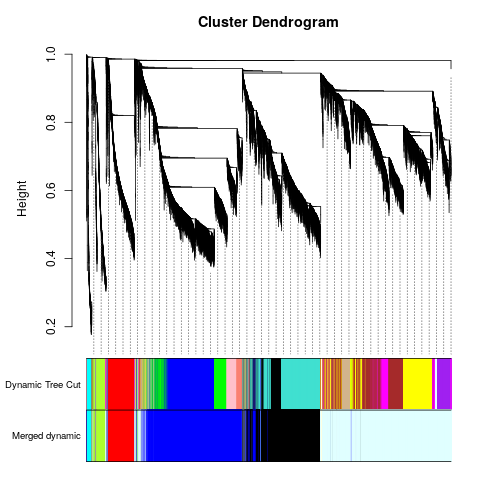 Cluster Dendrogram
Height
1.0
0.8
0.6
0.4
0.2
Dynamic Tree Cut
Merged dynamic